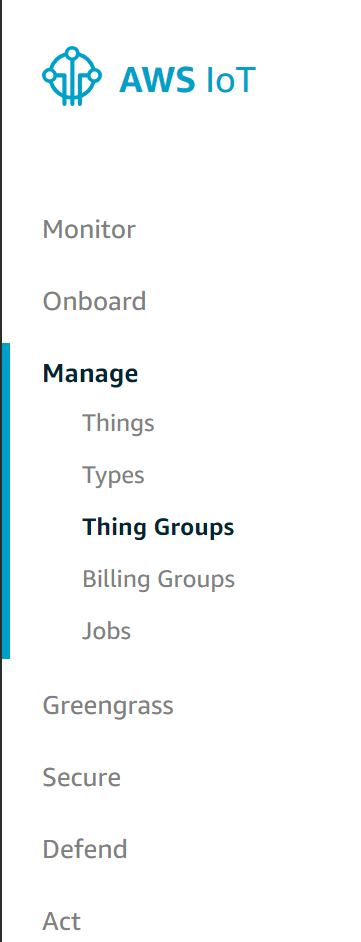 AWS IoT
Monitor
Onboard
Manage
Things
Types
Thing Groups
Billing Groups
Jobs
Greengrass
Secure
Defend
Act